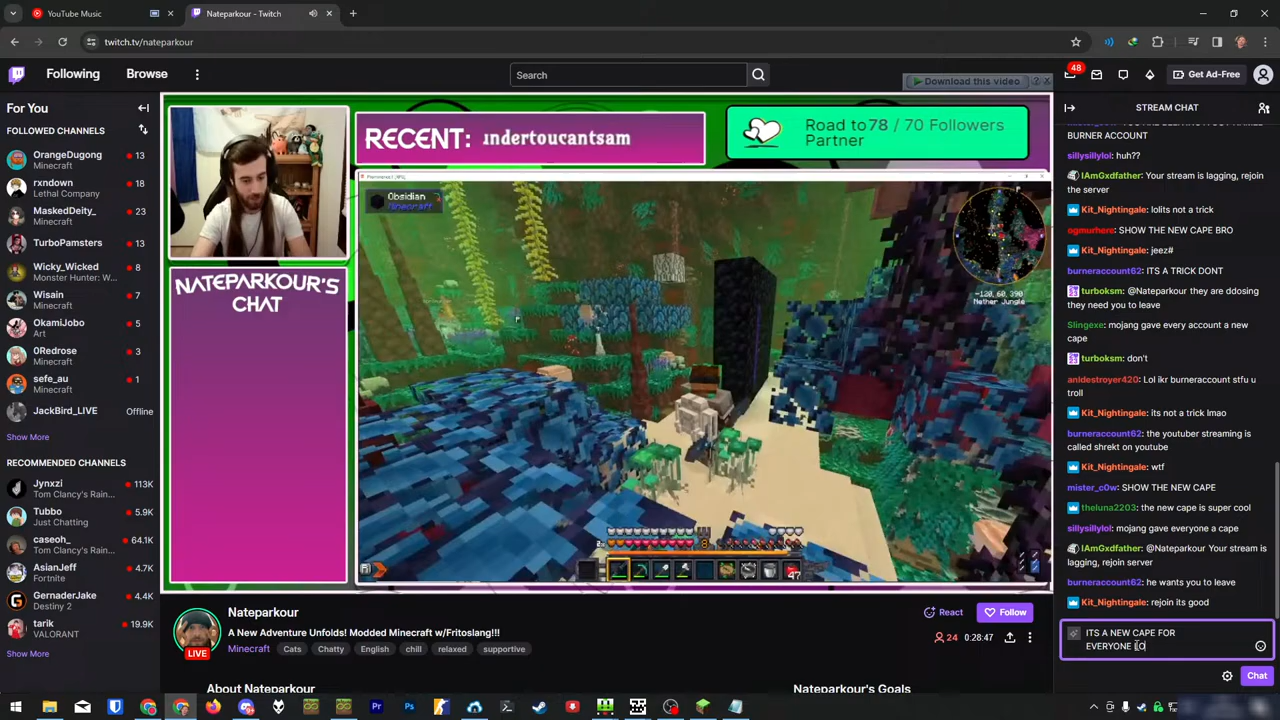 YouTube Music
Nateparkour - Twitch
twitch.tv/nateparkour
Following
Browse
Search
48
Get Ad-Free
For You
FOLLOWED CHANNELS
OrangeDugong
13
Minecraft
rxndown
18
Lethal Company
MaskedDeity_
23
Minecraft
TurboPamsters
13
Wicky_Wicked
8
Monster Hunter: W...
Wisain
7
Minecraft
OkamiJobo
5
Art
0Redrose
3
Minecraft
sefe_au
1
Minecraft
JackBird_LIVE
Offline
Show More
RECOMMENDED CHANNELS
Jynxzi
113K
Tom Clancy's Rain...
Tubbo
5.9K
Just Chatting
caseoh_
64.1K
Tom Clancy's Rain...
AsianJeff
4.4K
Fortnite
GernaderJake
4.4K
Destiny 2
tarik
19.9K
VALORANT
Show More
Download this video
RECENT: undertoucantsam
Road to 78 / 70 Followers
Partner
NATEPARKOUR'S
CHAT
Obsidian
Minecraft
-120, 60, 390
Nether Jungle
47
LIVE
Nateparkour
A New Adventure Unfolds! Modded Minecraft w/Fritoslang!!!
Minecraft
Cats
Chatty
English
chill
relaxed
supportive
React
Follow
24
0:28:47
About Nateparkour
Nateparkour's Goals
STREAM CHAT
BURNER ACCOUNT
sillysillylol: huh??
IAmGxdfather: Your stream is lagging, rejoin
the server
Kit_Nightingale: lolits not a trick
ogmurhere: SHOW THE NEW CAPE BRO
Kit_Nightingale: jeez#
burneraccount62: ITS A TRICK DONT
turboksm: @Nateparkour they are ddosing
they need you to leave
Slingexe: mojang gave every account a new
cape
turboksm: don't
anldestroyer420: Lol ikr burneraccount stfu u
troll
Kit_Nightingale: its not a trick lmao
burneraccount62: the youtuber streaming is
called shrekt on youtube
Kit_Nightingale: wtf
mister_c0w: SHOW THE NEW CAPE
theluna2203: the new cape is super cool
sillysillylol: mojang gave everyone a cape
IAmGxdfather: @Nateparkour Your stream is
lagging, rejoin server
burneraccount62: he wants you to leave
Kit_Nightingale: rejoin its good
ITS A NEW CAPE FOR
EVERYONE LO
Chat